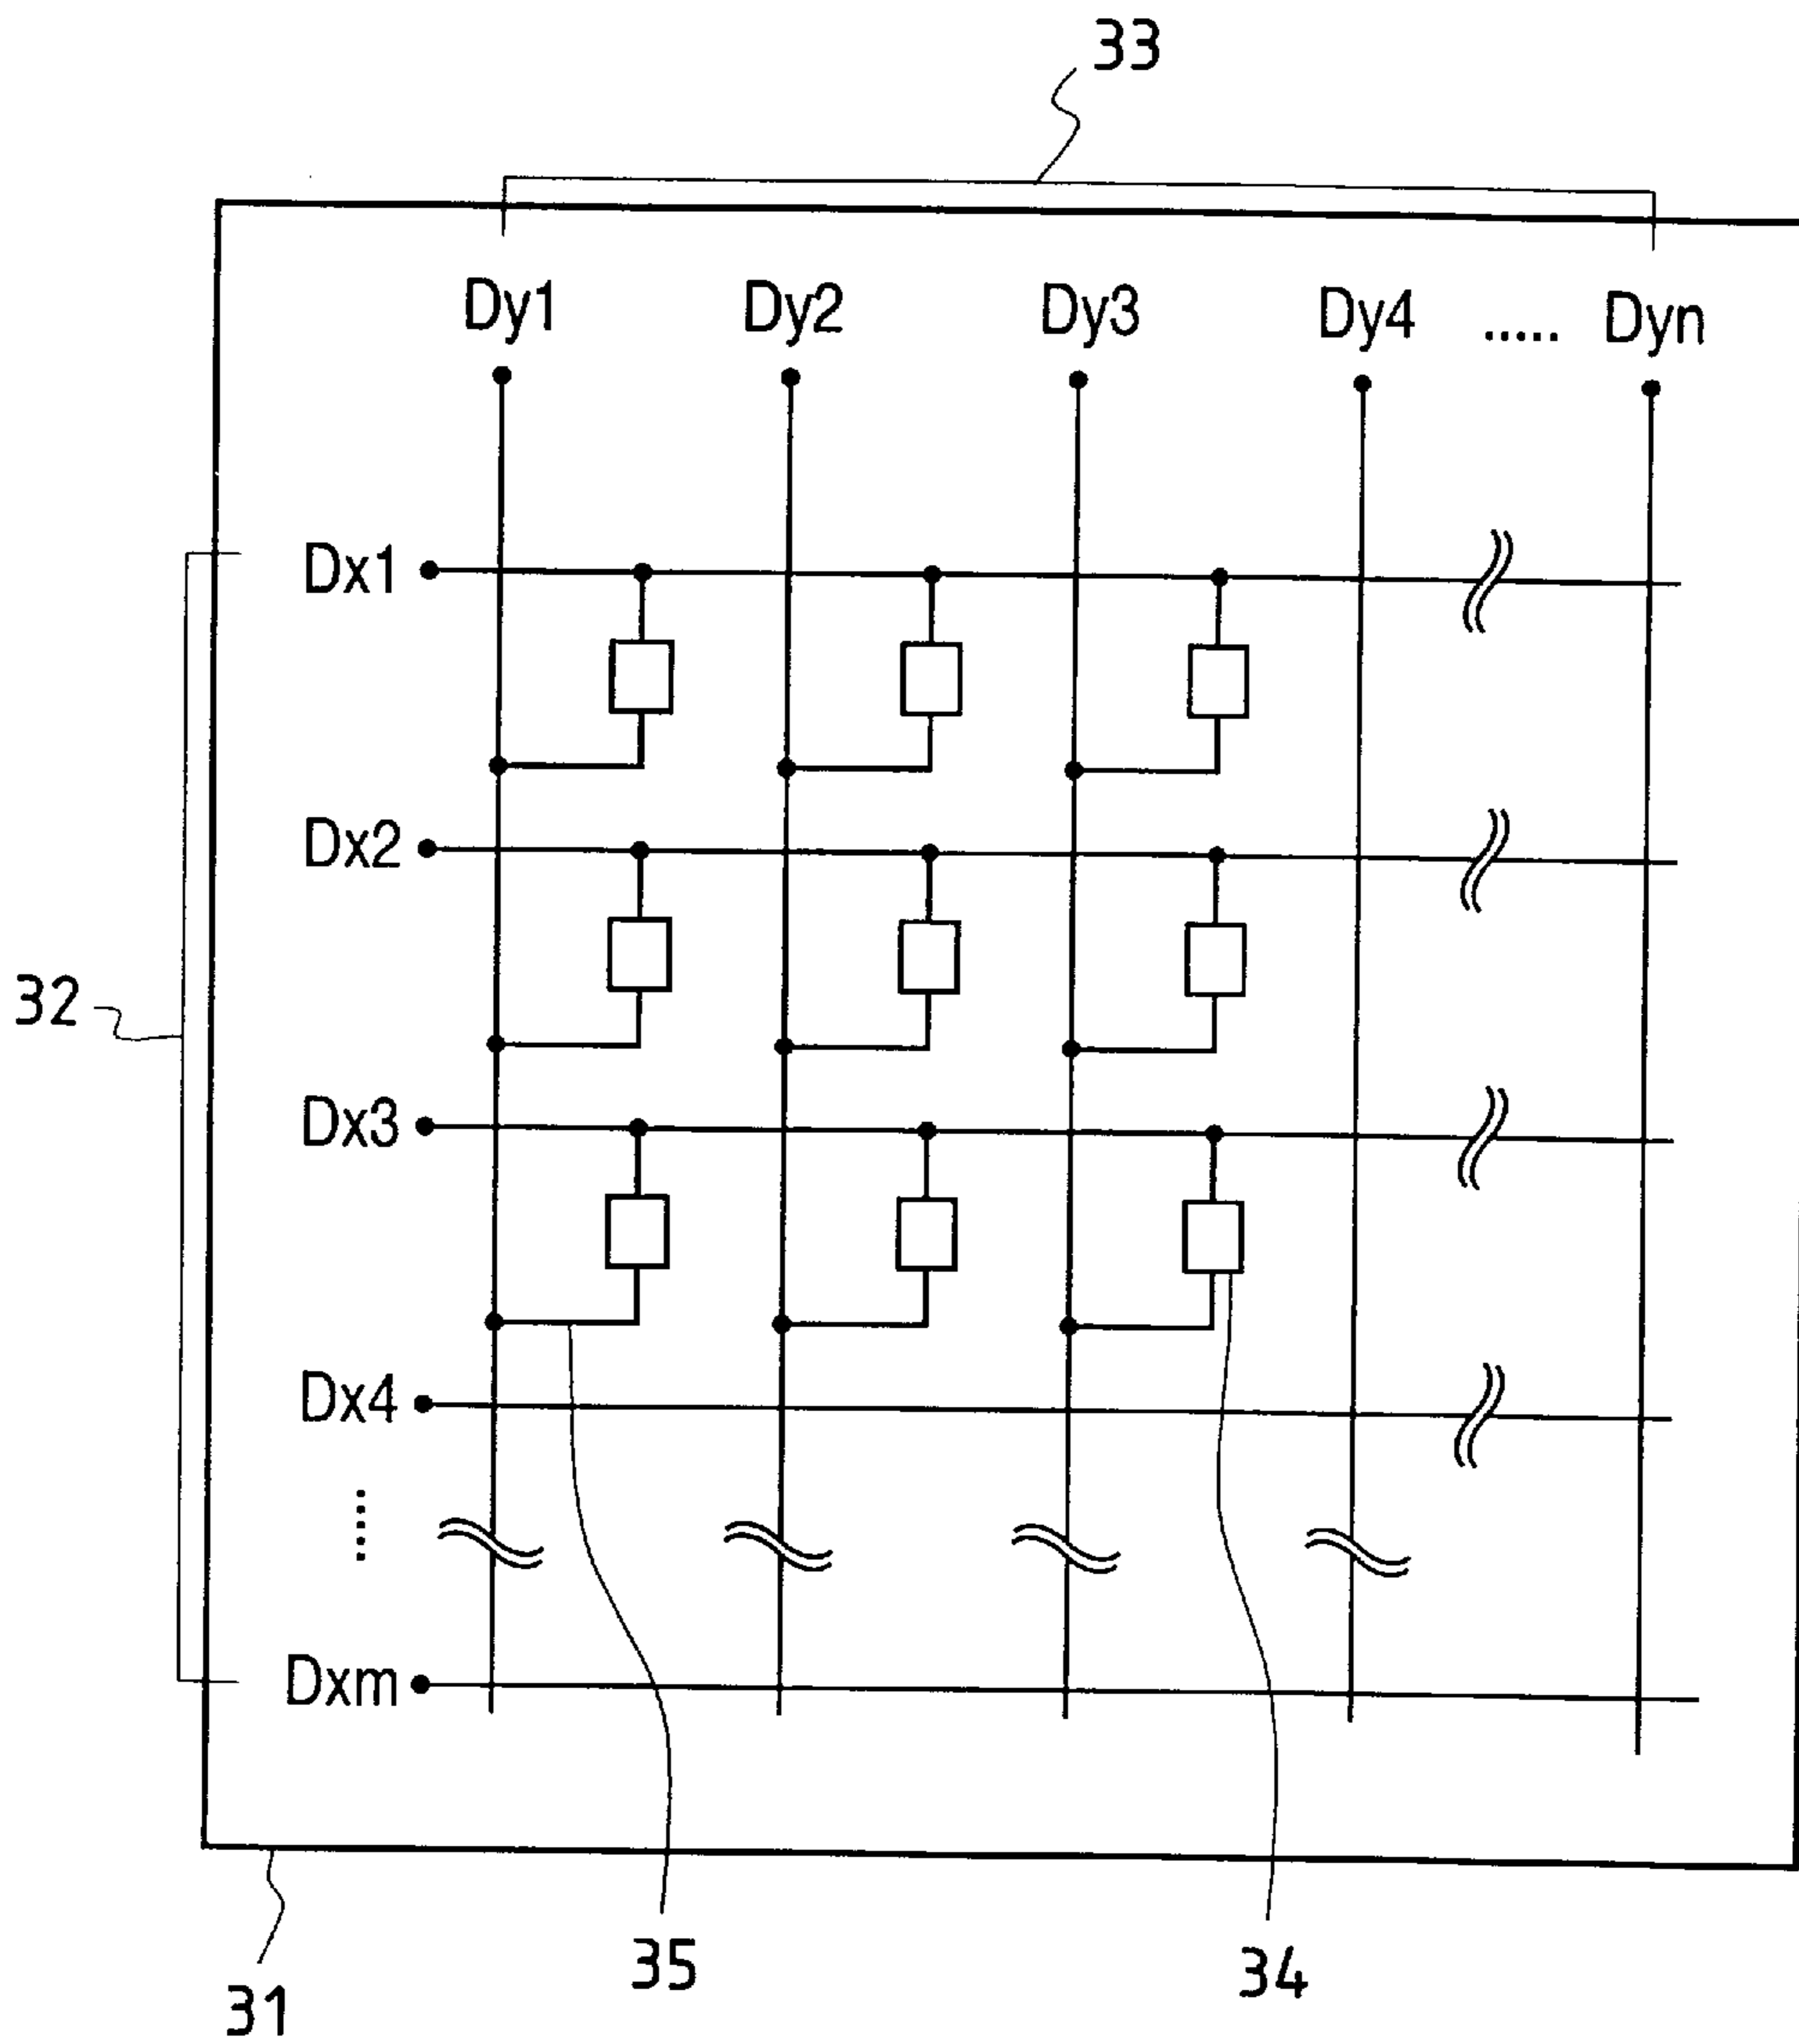 33
Dy1 Dy2 Dy3 Dy4 ..... Dyn
Dx1
Dx2
32
Dx3
Dx4
.....
Dxm
35
34
31